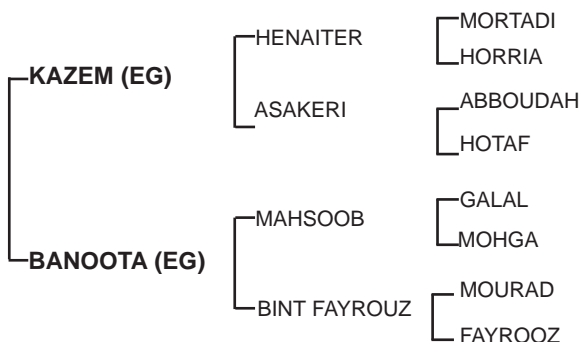 MORTADI
HENAITER
HORRIA
KAZEM (EG)
ABBOUDAH
ASAKERI
HOTAF
GALAL
MAHSOOB
MOHGA
BANOOTA (EG)
MOURAD
BINT FAYROUZ
FAYROOZ